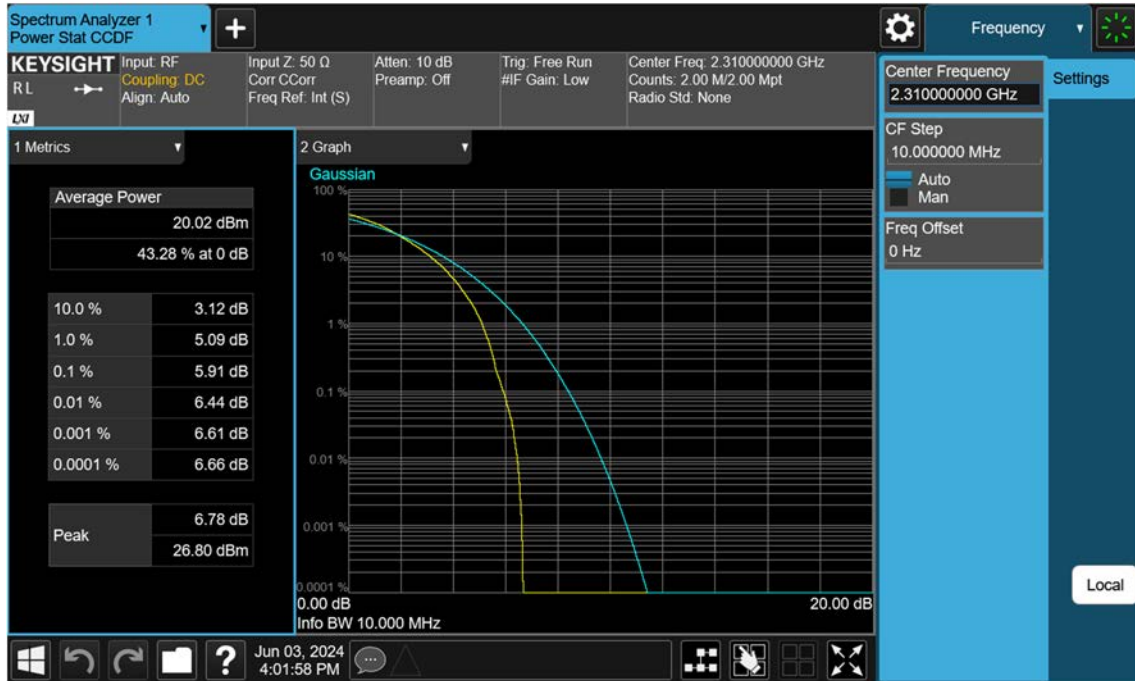 Spectrum Analyzer 1
Power Stat CCDF
+
Frequency
KEYSIGHT
R L
LXI
Input: RF
Coupling: DC
Align: Auto
Input Z: 50 Ω
Corr CCorr
Freq Ref: Int (S)
Atten: 10 dB
Preamp: Off
Trig: Free Run
#IF Gain: Low
Center Freq: 2.310000000 GHz
Counts: 2.00 M/2.00 Mpt
Radio Std: None
Center Frequency
2.310000000 GHz
Settings
CF Step
10.000000 MHz
Auto
Man
Freq Offset
0 Hz
Local
1 Metrics
Average Power
20.02 dBm
43.28 % at 0 dB
10.0 % 3.12 dB
1.0 % 5.09 dB
0.1 % 5.91 dB
0.01 % 6.44 dB
0.001 % 6.61 dB
0.0001 % 6.66 dB
Peak
6.78 dB
26.80 dBm
2 Graph
Gaussian
100 %
10 %
1 %
0.1 %
0.01 %
0.001 %
0.0001 %
0.00 dB 20.00 dB
Info BW 10.000 MHz
?
Jun 03, 2024
4:01:58 PM